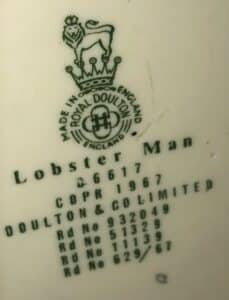 MADE IN ENGLAND
ROYAL DOULTON
ENGLAND
Lobster Man
D6617
COPR 1967
DOULTON & CO LIMITED
Rd No 932049
Rd No 51329
Rd No 11139
Rd No 629/67